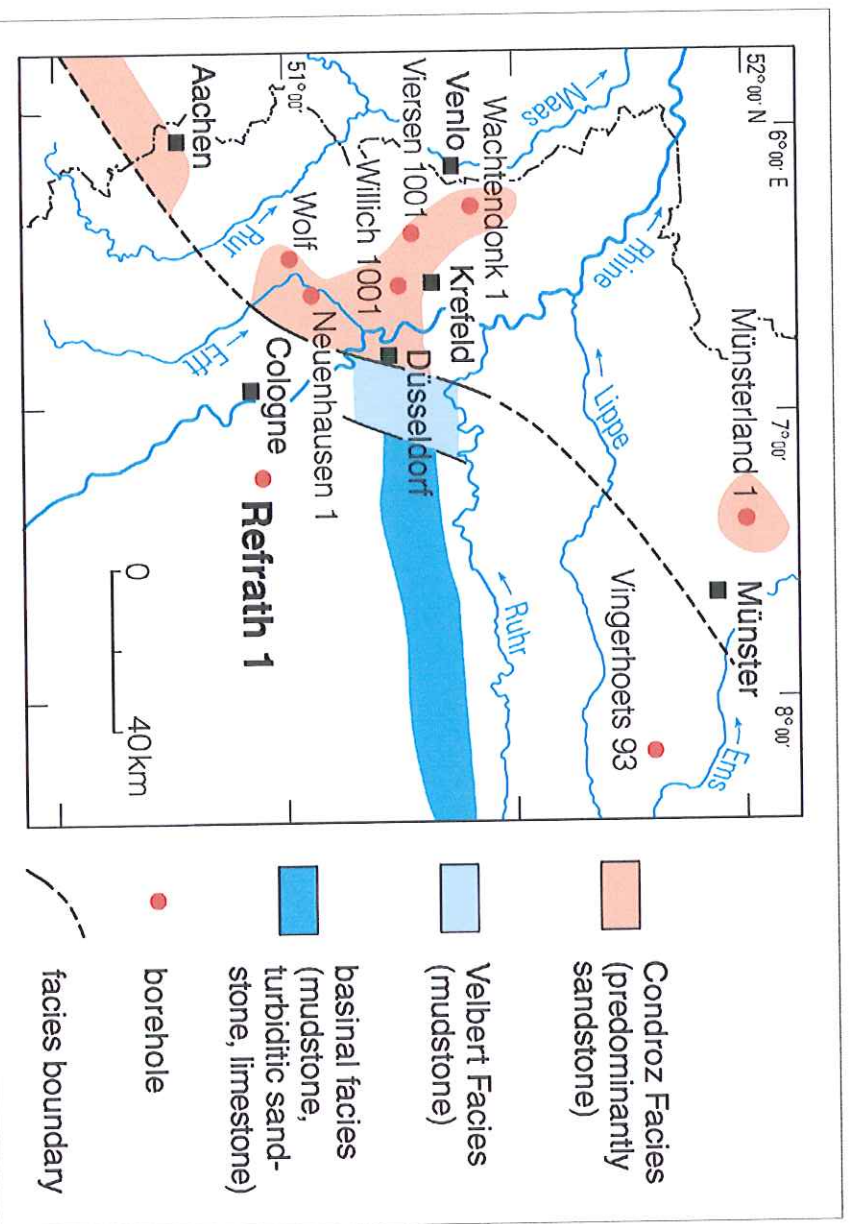 6°00' E
7°00'
8°00'
52°00' N
51°00'
Münsterland 1
Münster
Ems
Vingerhoets 93
Rhine
Lippe
Maas
Ruhr
Wachtendonk 1
Venlo
Krefeld
Viersen 1001
Düsseldorf
Willich 1001
Neuenhausen 1
Wolf
Rur
Erft
Cologne
Refrath 1
Aachen
0
40 km
Condroz Facies
(predominantly
sandstone)
Velbert Facies
(mudstone)
basinal facies
(mudstone,
turbiditic sand-
stone, limestone)
borehole
facies boundary